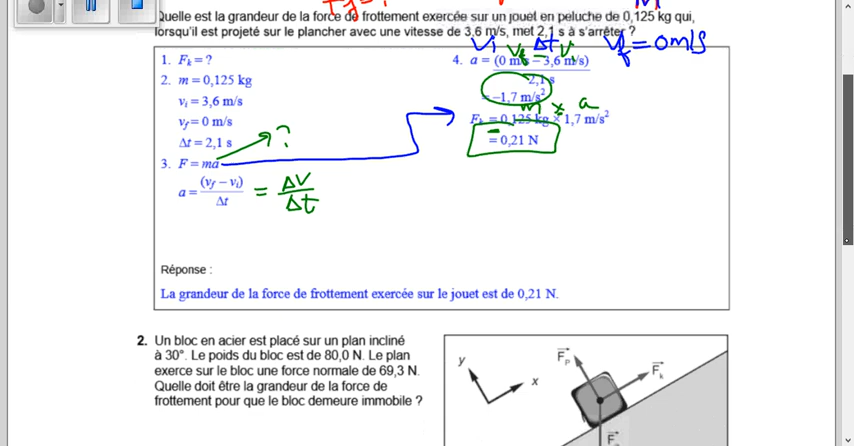 Quelle est la grandeur de la force de frottement exercée sur un jouet en peluche de 0,125 kg qui,
lorsqu'il est projeté sur le plancher avec une vitesse de 3,6 m/s, met 2,1 s à s'arrêter ?
Vi Vf Δt V
Vf = 0 m/s
1. Fk = ?
2. m = 0,125 kg
vi = 3,6 m/s
vf = 0 m/s
Δt = 2,1 s
?
3. F = ma
a = (vf – vi) / Δt = ΔV / Δt
4. a = (0 m/s – 3,6 m/s)
2,1 s
= –1,7 m/s²
m × a
Fk = 0,125 kg × 1,7 m/s²
= 0,21 N
Réponse :
La grandeur de la force de frottement exercée sur le jouet est de 0,21 N.
2. Un bloc en acier est placé sur un plan incliné
à 30°. Le poids du bloc est de 80,0 N. Le plan
exerce sur le bloc une force normale de 69,3 N.
Quelle doit être la grandeur de la force de
frottement pour que le bloc demeure immobile ?
y
x
Fp
Fk